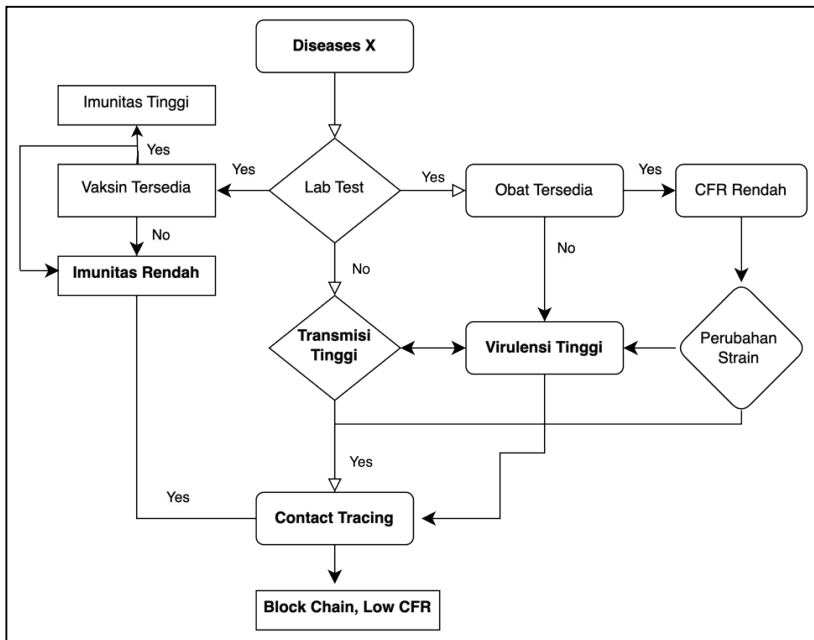 Diseases X
Imunitas Tinggi
Yes
Vaksin Tersedia
Yes
Lab Test
Yes
Obat Tersedia
Yes
CFR Rendah
No
Imunitas Rendah
No
No
Transmisi
Tinggi
Virulensi Tinggi
Perubahan
Strain
Yes
Yes
Contact Tracing
Block Chain, Low CFR